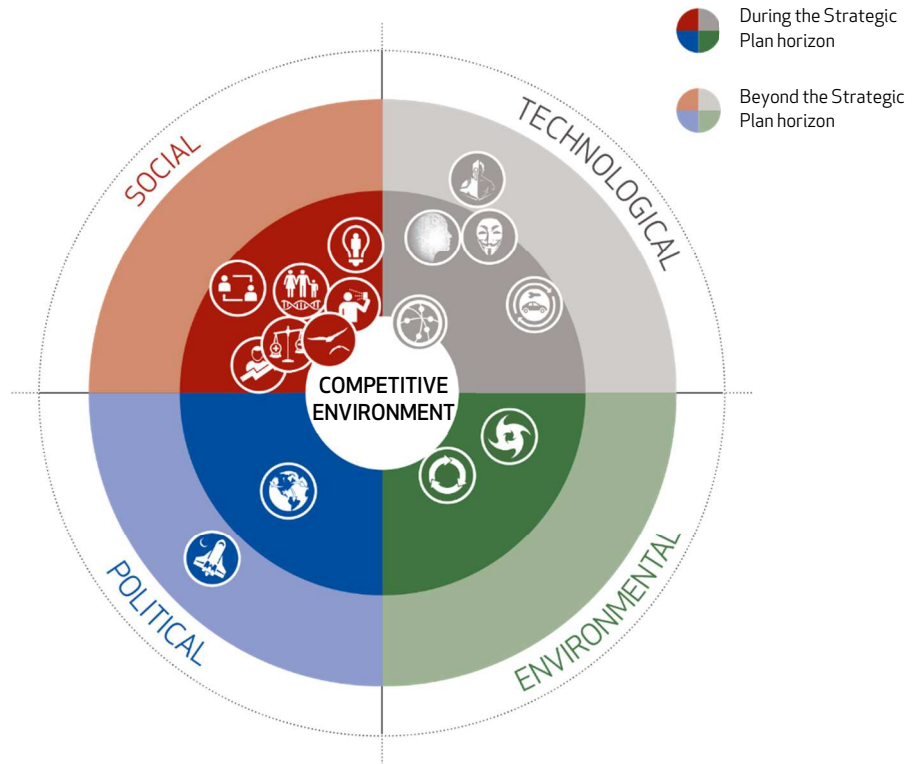 During the Strategic
Plan horizon
Beyond the Strategic
Plan horizon
SOCIAL
TECHNOLOGICAL
COMPETITIVE
ENVIRONMENT
POLITICAL
ENVIRONMENTAL